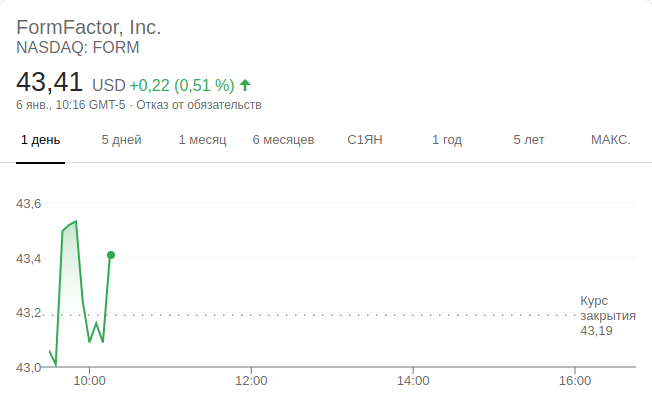 FormFactor, Inc.
NASDAQ: FORM
43,41 USD +0,22 (0,51 %)
6 янв., 10:16 GMT-5 · Отказ от обязательств
1 день 5 дней 1 месяц 6 месяцев С1ЯН 1 год 5 лет МАКС.
43,6
43,4
43,2
43,0
Курс
закрытия
43,19
10:00 12:00 14:00 16:00